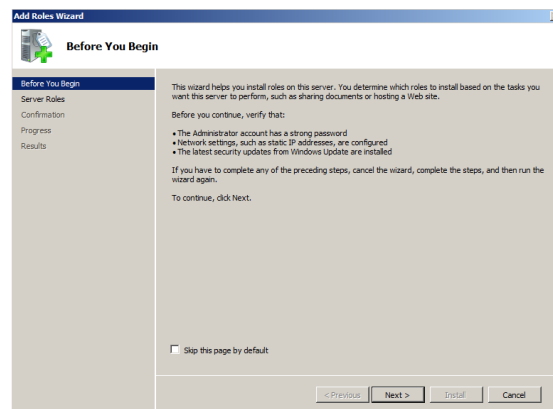 Add Roles Wizard
Before You Begin
Before You Begin
Server Roles
Confirmation
Progress
Results
This wizard helps you install roles on this server. You determine which roles to install based on the tasks you
want this server to perform, such as sharing documents or hosting a Web site.
Before you continue, verify that:
• The Administrator account has a strong password
• Network settings, such as static IP addresses, are configured
• The latest security updates from Windows Update are installed
If you have to complete any of the preceding steps, cancel the wizard, complete the steps, and then run the
wizard again.
To continue, click Next.
Skip this page by default
< Previous Next > Install Cancel